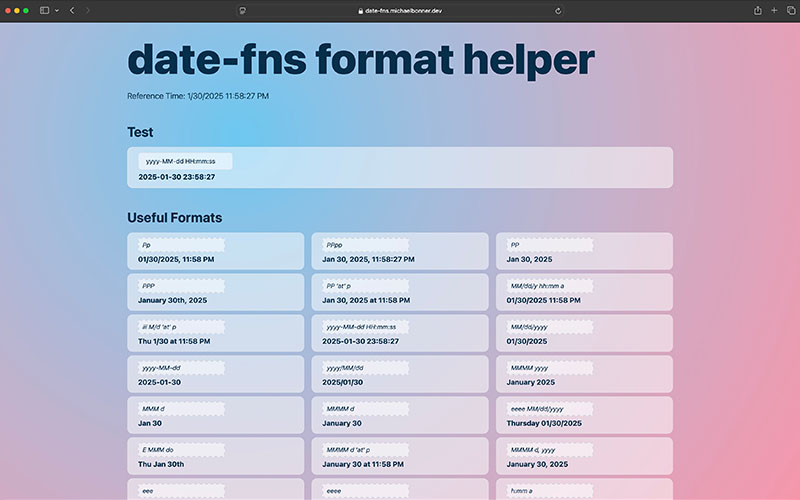 date-fns.michaelbonner.dev
date-fns format helper
Reference Time: 1/30/2025 11:58:27 PM
Test
yyyy-MM-dd HH:mm:ss
2025-01-30 23:58:27
Useful Formats
Pp
01/30/2025, 11:58 PM
PPpp
Jan 30, 2025, 11:58:27 PM
PP
Jan 30, 2025
PPP
January 30th, 2025
PP 'at' p
Jan 30, 2025 at 11:58 PM
MM/dd/y hh:mm a
01/30/2025 11:58 PM
iii M/d 'at' p
Thu 1/30 at 11:58 PM
yyyy-MM-dd HH:mm:ss
2025-01-30 23:58:27
MM/dd/yyyy
01/30/2025
yyyy-MM-dd
2025-01-30
yyyy/MM/dd
2025/01/30
MMMM yyyy
January 2025
MMM d
Jan 30
MMMM d
January 30
eeee MM/dd/yyyy
Thursday 01/30/2025
E MMM do
Thu Jan 30th
MMMM d 'at' p
January 30 at 11:58 PM
MMMM d, yyyy
January 30, 2025
eee
eeee
h:mm a